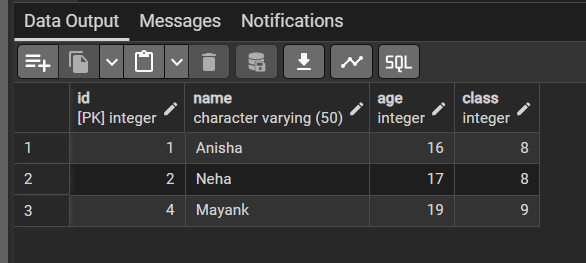 Data Output Messages Notifications
SQL
id name age class
[PK] integer character varying (50) integer integer
1 1 Anisha 16 8
2 2 Neha 17 8
3 4 Mayank 19 9